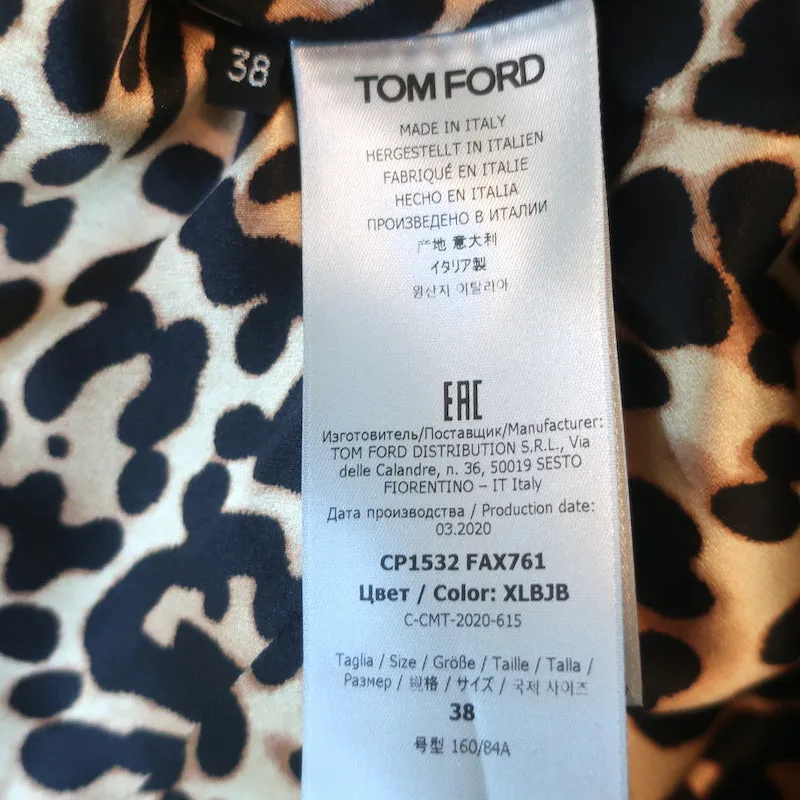 38
TOM FORD
MADE IN ITALY
HERGESTELLT IN ITALIEN
FABRIQUÉ EN ITALIE
HECHO EN ITALIA
ПРОИЗВЕДЕНО В ИТАЛИИ
产地 意大利
イタリア製
원산지 이탈리아
EAC
Изготовитель/Поставщик/Manufacturer:
TOM FORD DISTRIBUTION S.R.L., Via
delle Calandre, n. 36, 50019 SESTO
FIORENTINO – IT Italy
Дата производства / Production date:
03.2020
CP1532 FAX761
Цвет / Color: XLBJB
C-CMT-2020-615
Taglia / Size / Größe / Taille / Talla /
Размер / 规格 / サイズ / 국제 사이즈
38
号型 160/84A